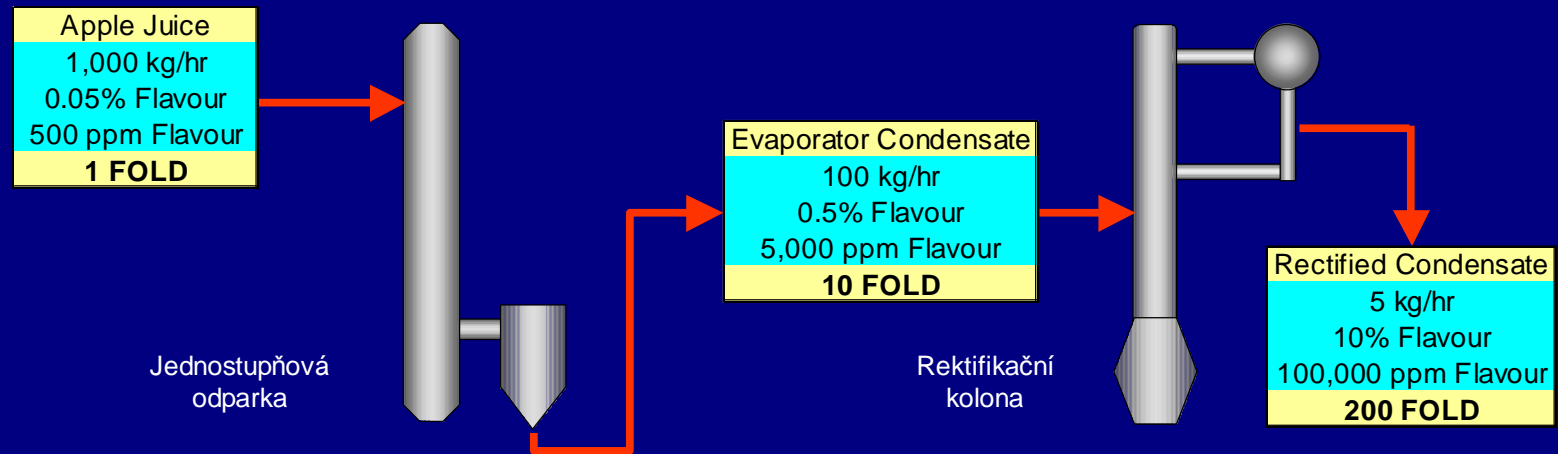 Apple Juice
1,000 kg/hr
0.05% Flavour
500 ppm Flavour
1 FOLD
Jednostupňová
odparka
Evaporator Condensate
100 kg/hr
0.5% Flavour
5,000 ppm Flavour
10 FOLD
Rektifikační
kolona
Rectified Condensate
5 kg/hr
10% Flavour
100,000 ppm Flavour
200 FOLD